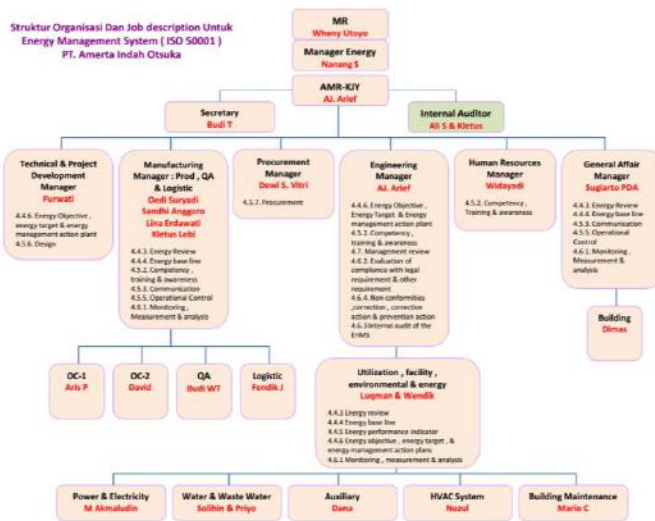 Struktur Organisasi Dan Job description Untuk
Energy Management System ( ISO 50001 )
PT. Amerta Indah Otsuka
MR
Wheny Utoyo
Manager Energy
Nanang S
AMR-KJY
AJ. Arief
Secretary
Budi T
Internal Auditor
Ali S & Kletus
Technical & Project
Development
Manager
Purwati
4.4.6. Energy Objective ,
energy target & energy
management action plant
4.5.6. Design
Manufacturing
Manager : Prod , QA
& Logistic
Dedi Suryadi
Sandhi Anggoro
Lina Erdawati
Kletus Lebi
4.4.3. Energy Review
4.4.4. Energy base line
4.5.2. Competency ,
training & awareness
4.5.3. Communication
4.5.5. Operational Control
4.6.1. Monitoring ,
Measurement & analysis
Procurement
Manager
Dewi S. Vitri
4.5.7. Procurement
Engineering
Manager
AJ. Arief
4.4.6. Energy Objective ,
Energy Target & Energy
management action plant
4.5.2. Competency ,
training & awareness
4.7. Management review
4.6.2. Evaluation of
compliance with legal
requirement & other
requirement
4.6.4. Non conformities
,correction , corrective
action & prevention action
4.6.3 Internal audit of the
EnMS
Human Resources
Manager
Widayadi
4.5.2. Competency ,
Training & awareness
General Affair
Manager
Sugiarto PDA
4.4.3. Energy Review
4.4.4. Energy base line
4.5.3. Communication
4.5.5. Operational
Control
4.6.1. Monitoring ,
Measurement &
analysis
Building
Dimas
OC-1
Aris P
OC-2
David
QA
Budi WT
Logistic
Fendik J
Utilization , facility ,
environmental & energy
Luqman & Wendik
4.4.3 Energy review
4.4.4 Energy base line
4.4.5 Energy performance indicator
4.4.6 Energy objective , energy target , &
energy management action plans
4.6.1 Monitoring , measurement & analysis
Power & Electricity
M Akmaludin
Water & Waste Water
Solihin & Priyo
Auxiliary
Dana
HVAC System
Nuzul
Building Maintenance
Mario C